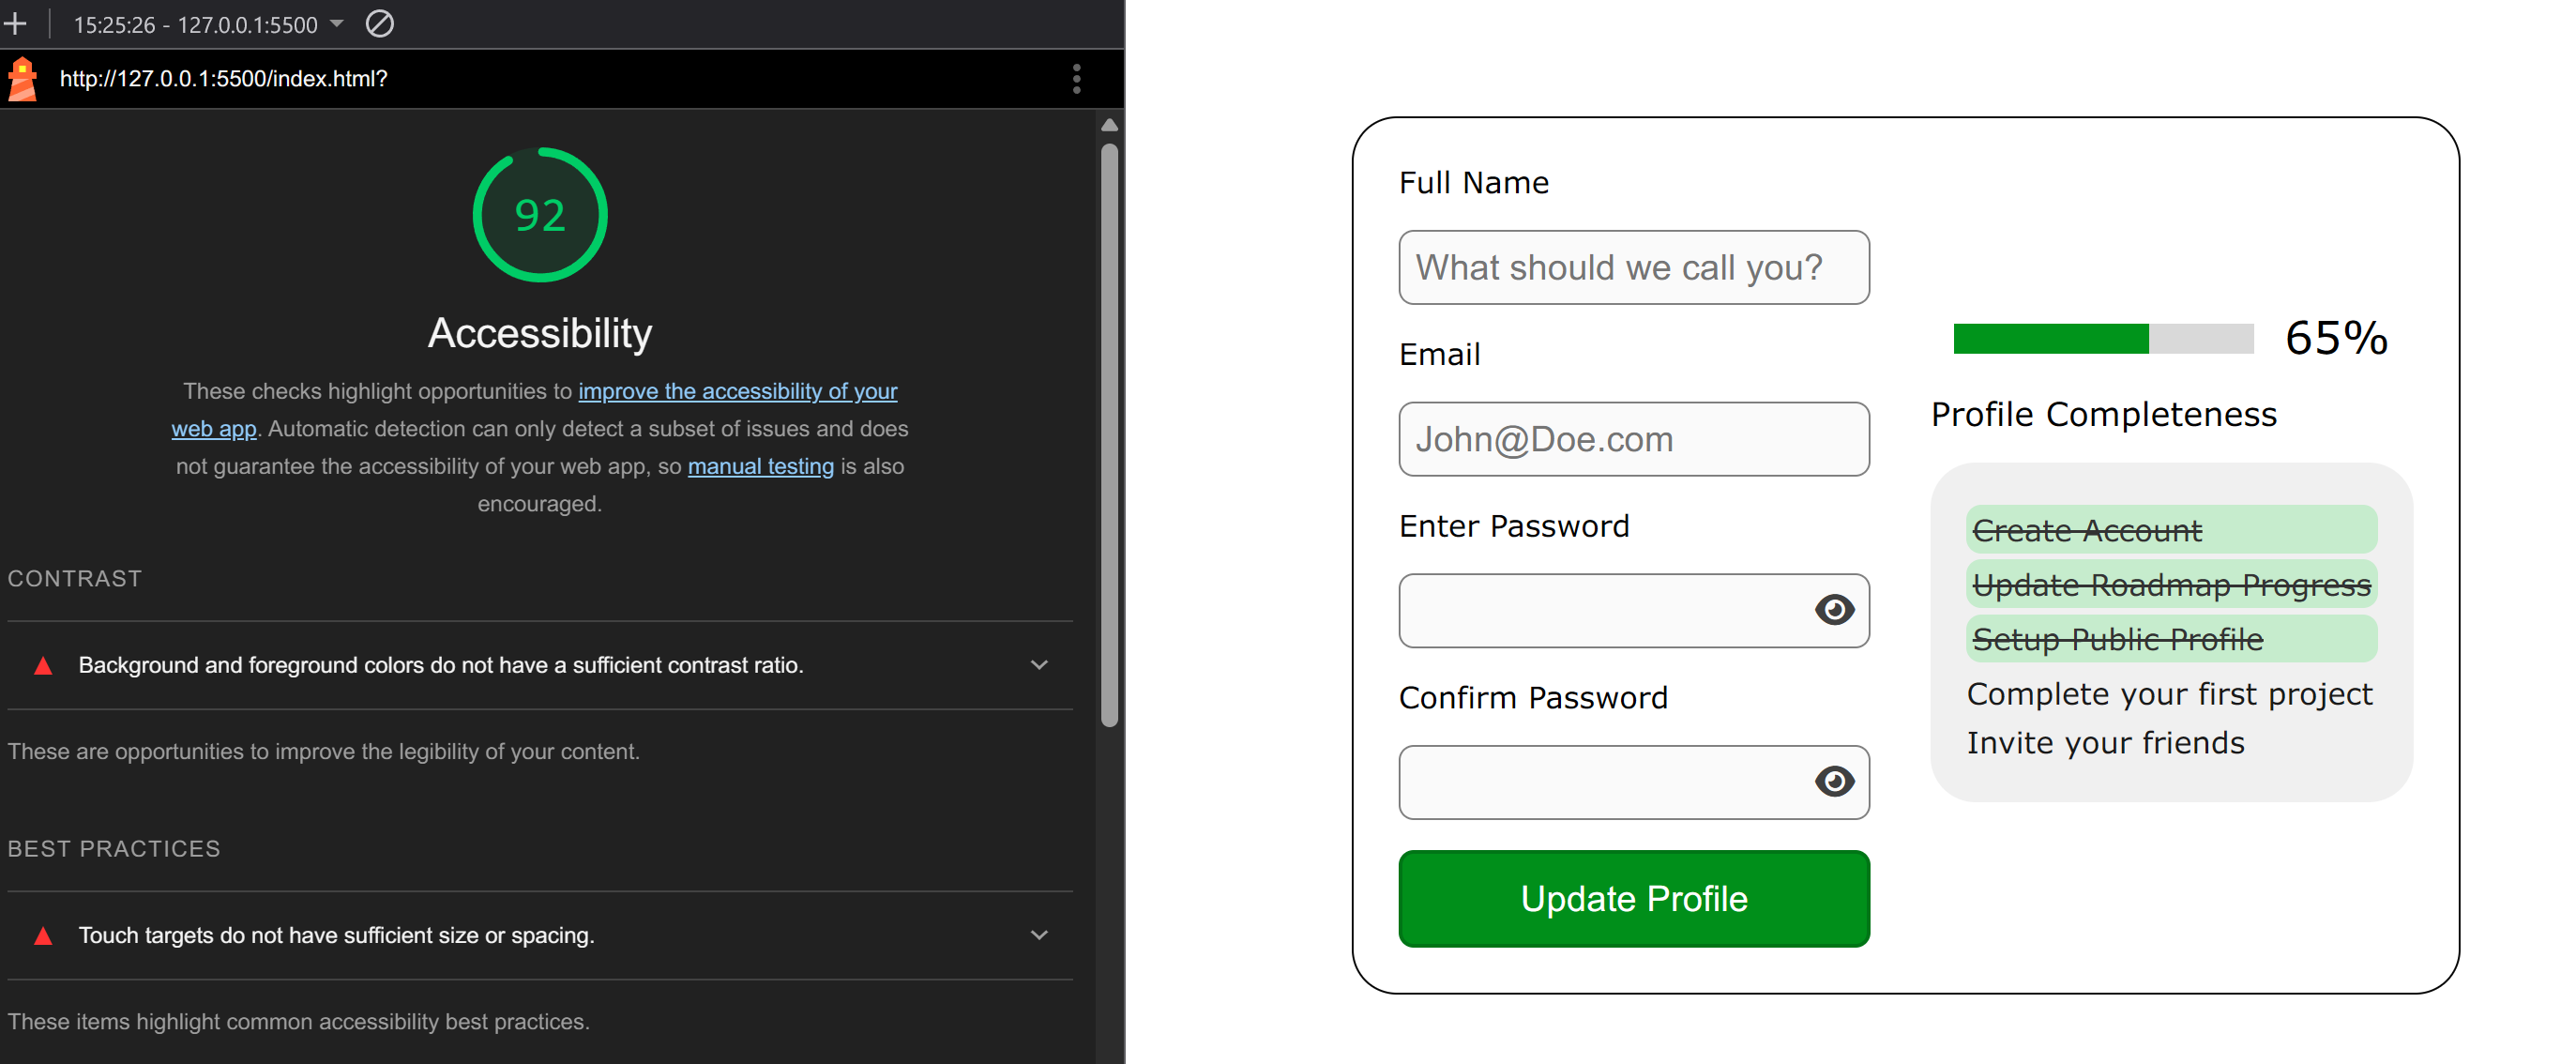 15:25:26 - 127.0.0.1:5500
http://127.0.0.1:5500/index.html?
92
Accessibility
These checks highlight opportunities to improve the accessibility of your
web app. Automatic detection can only detect a subset of issues and does
not guarantee the accessibility of your web app, so manual testing is also
encouraged.
CONTRAST
Background and foreground colors do not have a sufficient contrast ratio.
These are opportunities to improve the legibility of your content.
BEST PRACTICES
Touch targets do not have sufficient size or spacing.
These items highlight common accessibility best practices.
Full Name
What should we call you?
Email
John@Doe.com
Enter Password
Confirm Password
Update Profile
65%
Profile Completeness
Create Account
Update Roadmap Progress
Setup Public Profile
Complete your first project
Invite your friends